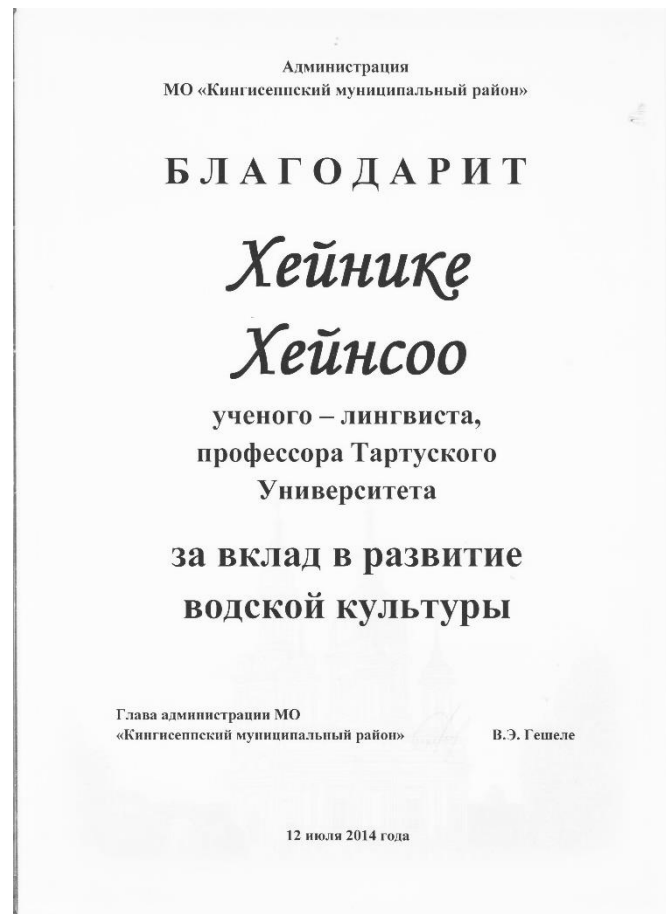 Администрация
МО «Кингисеппский муниципальный район»
БЛАГОДАРИТ
Хейнике
Хейнсоо
ученого – лингвиста,
профессора Тартуского
Университета
за вклад в развитие
водской культуры
Глава администрации МО
«Кингисеппский муниципальный район» В.Э. Гешеле
12 июля 2014 года